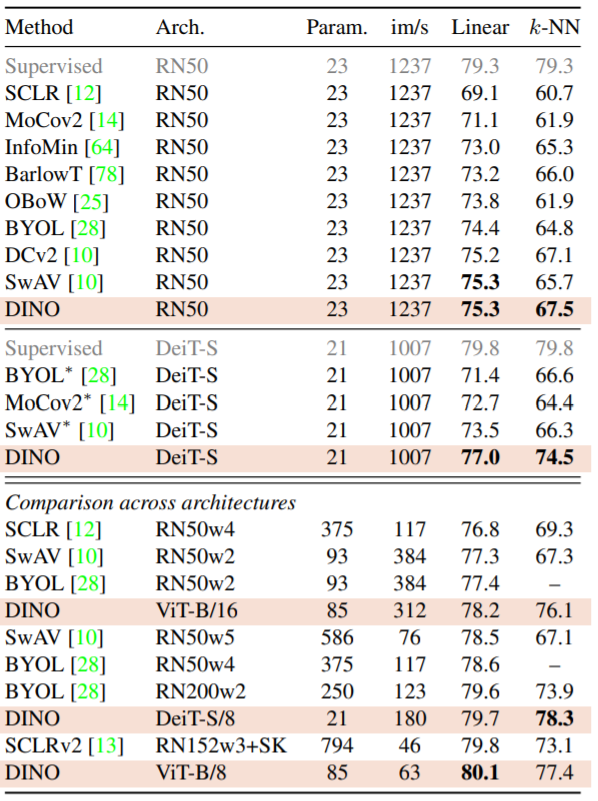 Method Arch. Param. im/s Linear k-NN
Supervised RN50 23 1237 79.3 79.3
SCLR [12] RN50 23 1237 69.1 60.7
MoCov2 [14] RN50 23 1237 71.1 61.9
InfoMin [64] RN50 23 1237 73.0 65.3
BarlowT [78] RN50 23 1237 73.2 66.0
OBoW [25] RN50 23 1237 73.8 61.9
BYOL [28] RN50 23 1237 74.4 64.8
DCv2 [10] RN50 23 1237 75.2 67.1
SwAV [10] RN50 23 1237 75.3 65.7
DINO RN50 23 1237 75.3 67.5
Supervised DeiT-S 21 1007 79.8 79.8
BYOL* [28] DeiT-S 21 1007 71.4 66.6
MoCov2* [14] DeiT-S 21 1007 72.7 64.4
SwAV* [10] DeiT-S 21 1007 73.5 66.3
DINO DeiT-S 21 1007 77.0 74.5
Comparison across architectures
SCLR [12] RN50w4 375 117 76.8 69.3
SwAV [10] RN50w2 93 384 77.3 67.3
BYOL [28] RN50w2 93 384 77.4 –
DINO ViT-B/16 85 312 78.2 76.1
SwAV [10] RN50w5 586 76 78.5 67.1
BYOL [28] RN50w4 375 117 78.6 –
BYOL [28] RN200w2 250 123 79.6 73.9
DINO DeiT-S/8 21 180 79.7 78.3
SCLRv2 [13] RN152w3+SK 794 46 79.8 73.1
DINO ViT-B/8 85 63 80.1 77.4